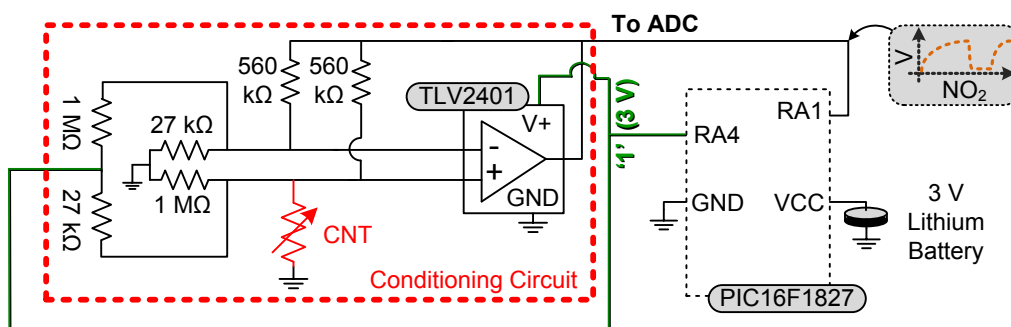 To ADC
560
kΩ
560
kΩ
TLV2401
V+
-
+
GND
1 MΩ
27 kΩ
27 kΩ
1 MΩ
CNT
Conditioning Circuit
'1' (3 V)
RA1
RA4
GND
VCC
PIC16F1827
3 V
Lithium
Battery
V
NO₂